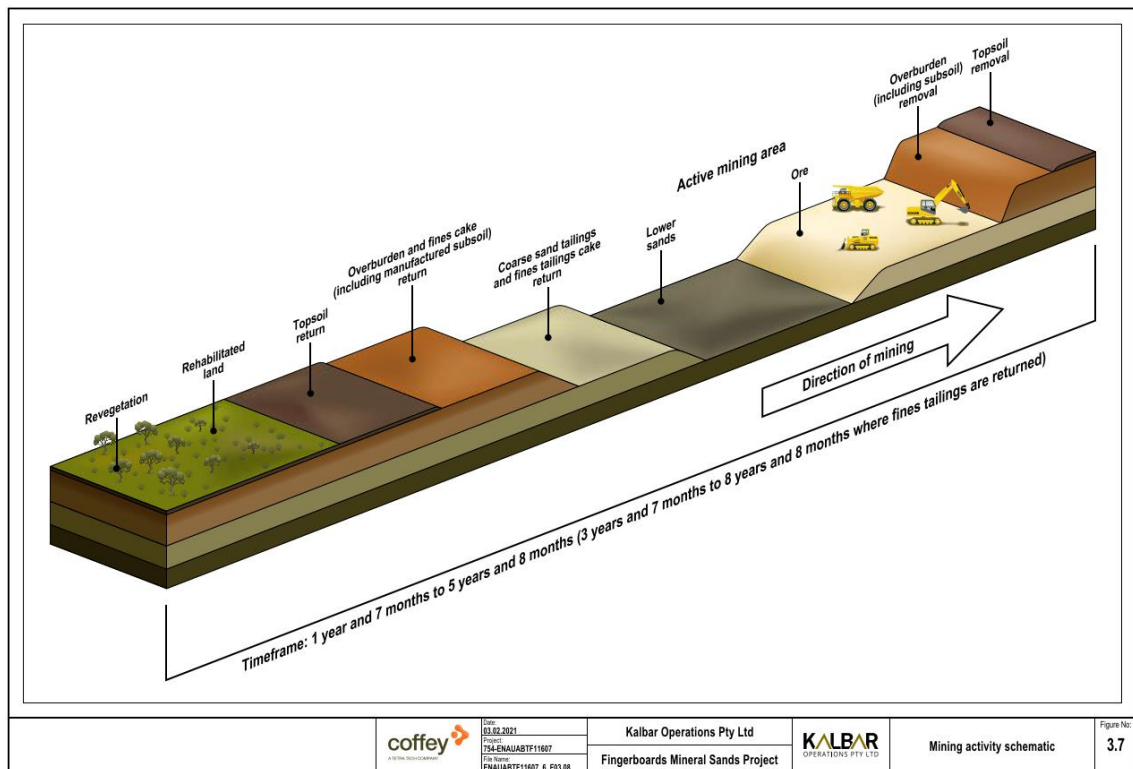 Topsoil
removal
Overburden
(including subsoil)
removal
Active mining area
Ore
Lower
sands
Coarse sand tailings
and fines tailings cake
return
Overburden and fines cake
(including manufactured subsoil)
return
Topsoil
return
Rehabilitated
land
Revegetation
Direction of mining
Timeframe: 1 year and 7 months to 5 years and 8 months (3 years and 7 months to 8 years and 8 months where fines tailings are returned)
coffey
A TETRA TECH COMPANY
Date:
03.02.2021
Project:
754-ENAUABTF11607
File Name:
ENAUABTF11607_6_F03.08
Kalbar Operations Pty Ltd
Fingerboards Mineral Sands Project
KALBAR
OPERATIONS PTY LTD
Mining activity schematic
Figure No:
3.7